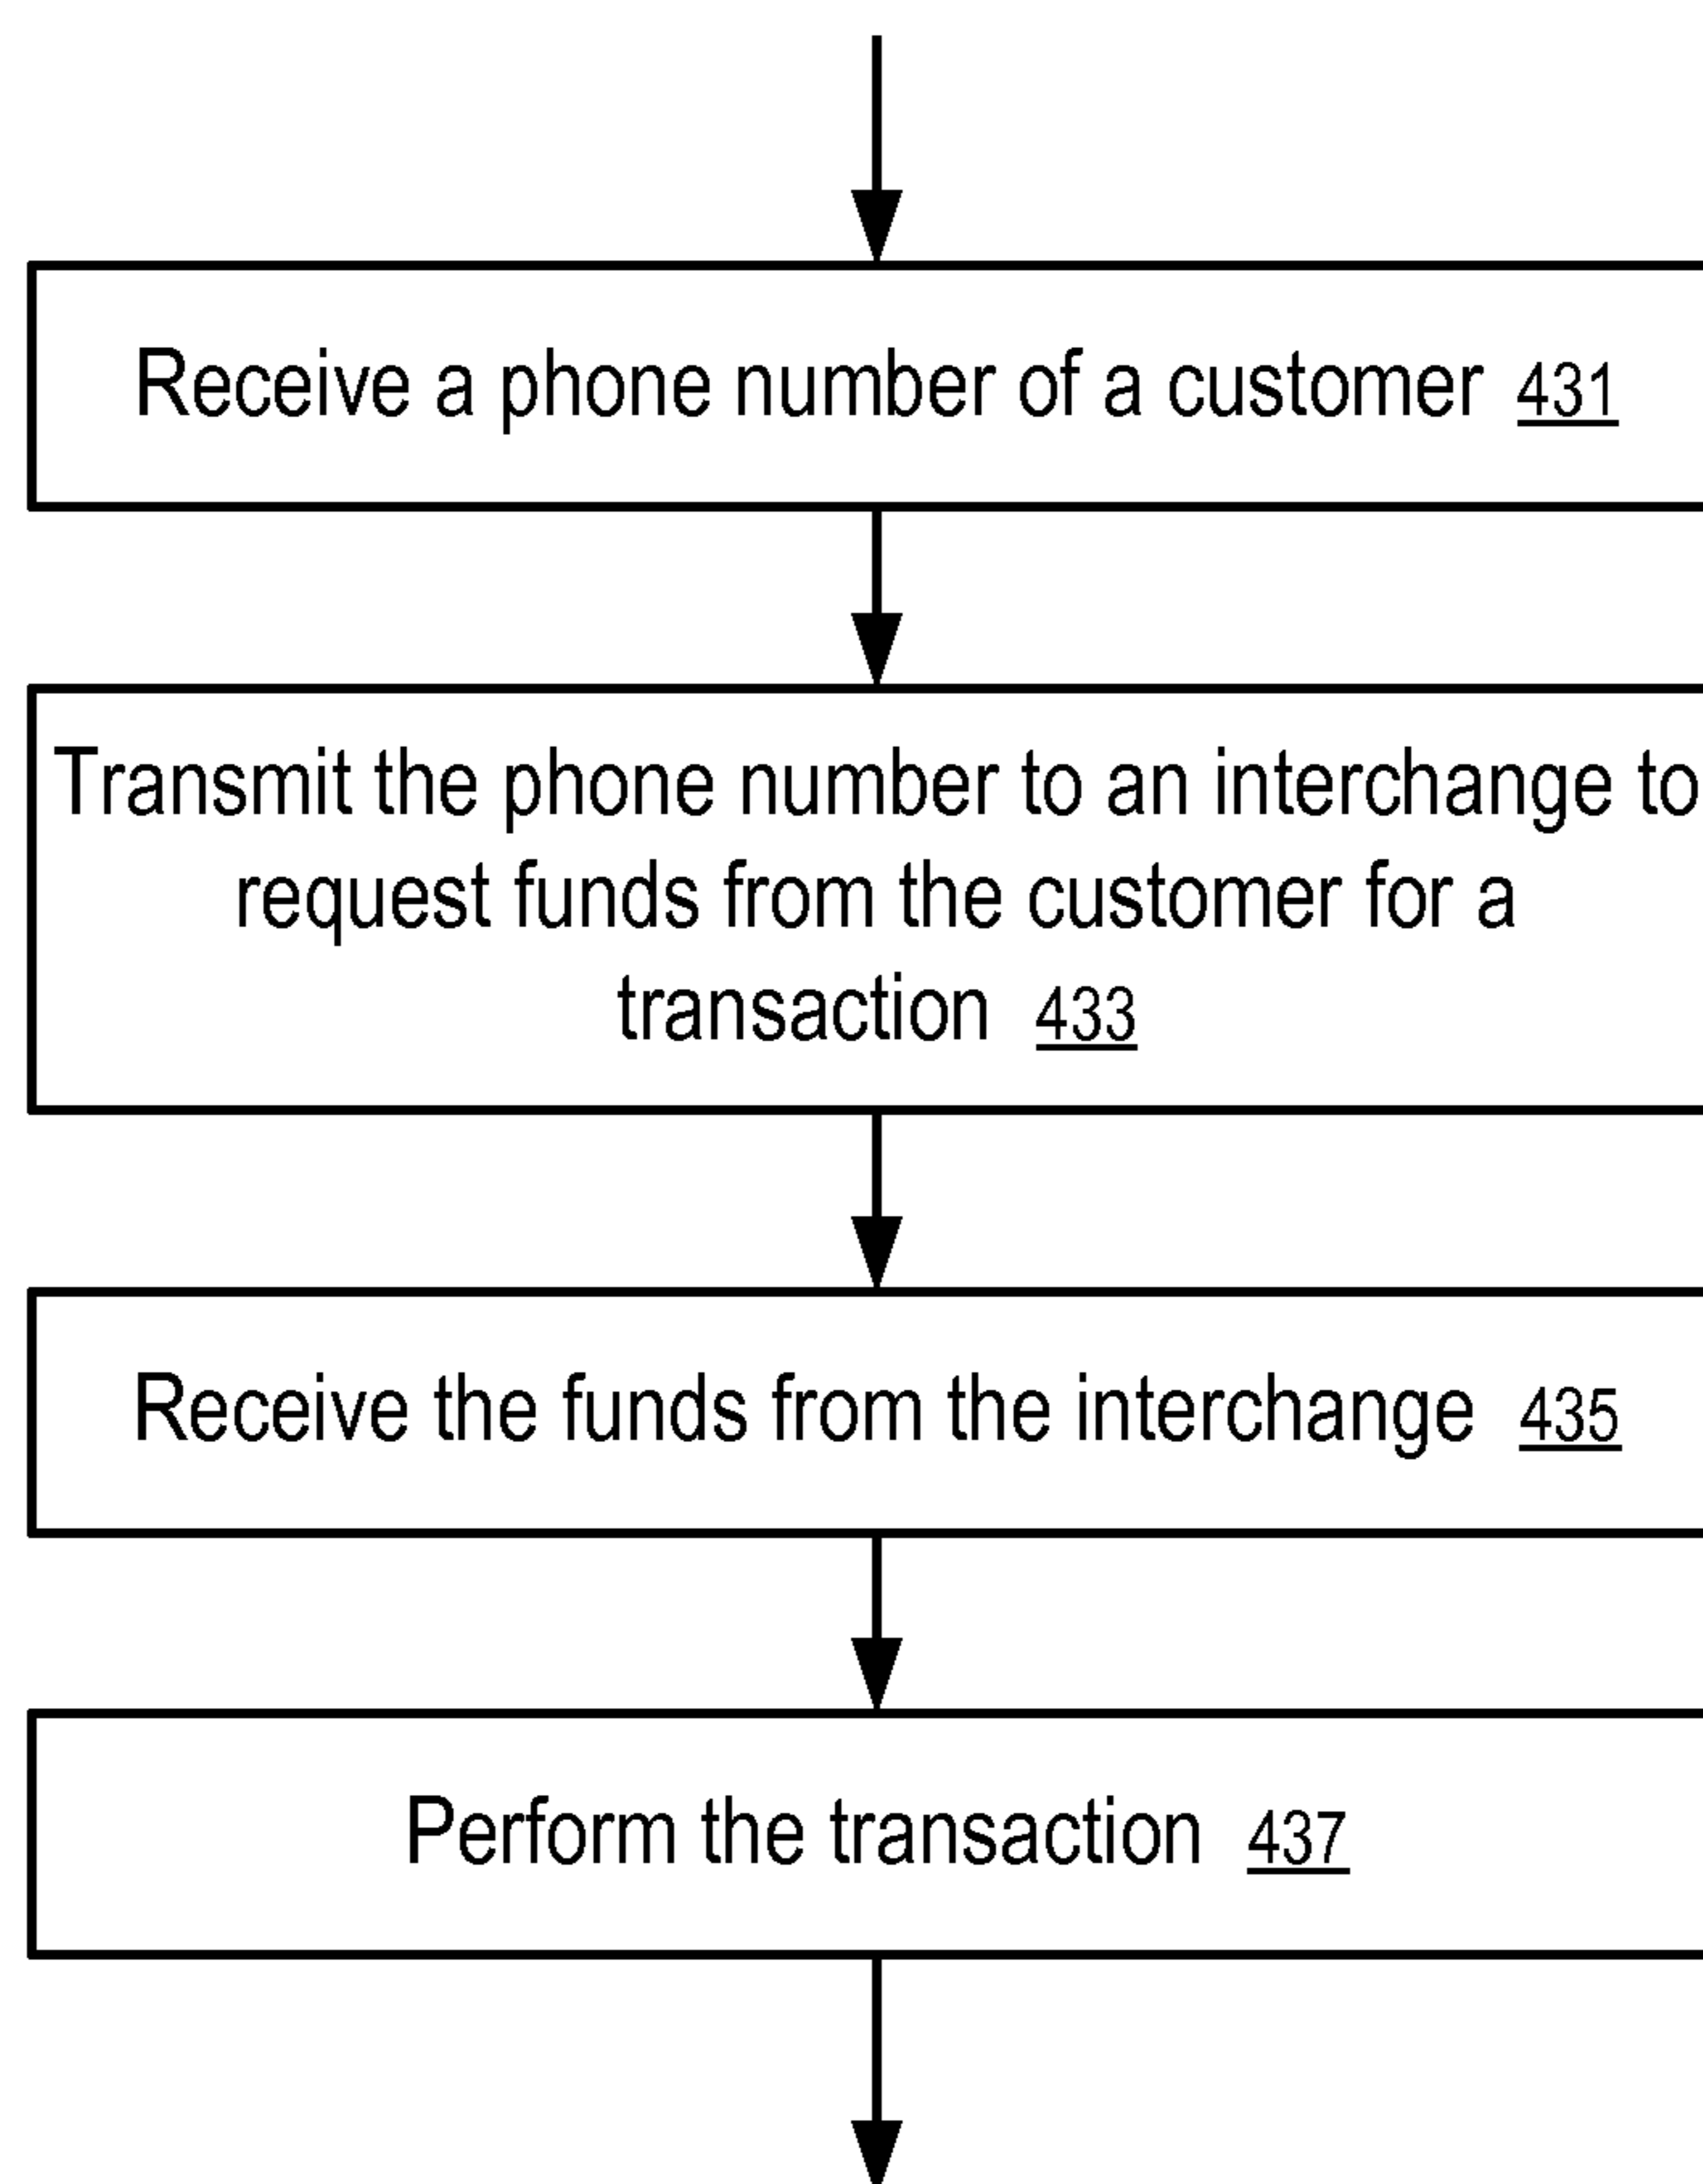 Receive a phone number of a customer 431
Transmit the phone number to an interchange to
request funds from the customer for a
transaction 433
Receive the funds from the interchange 435
Perform the transaction 437